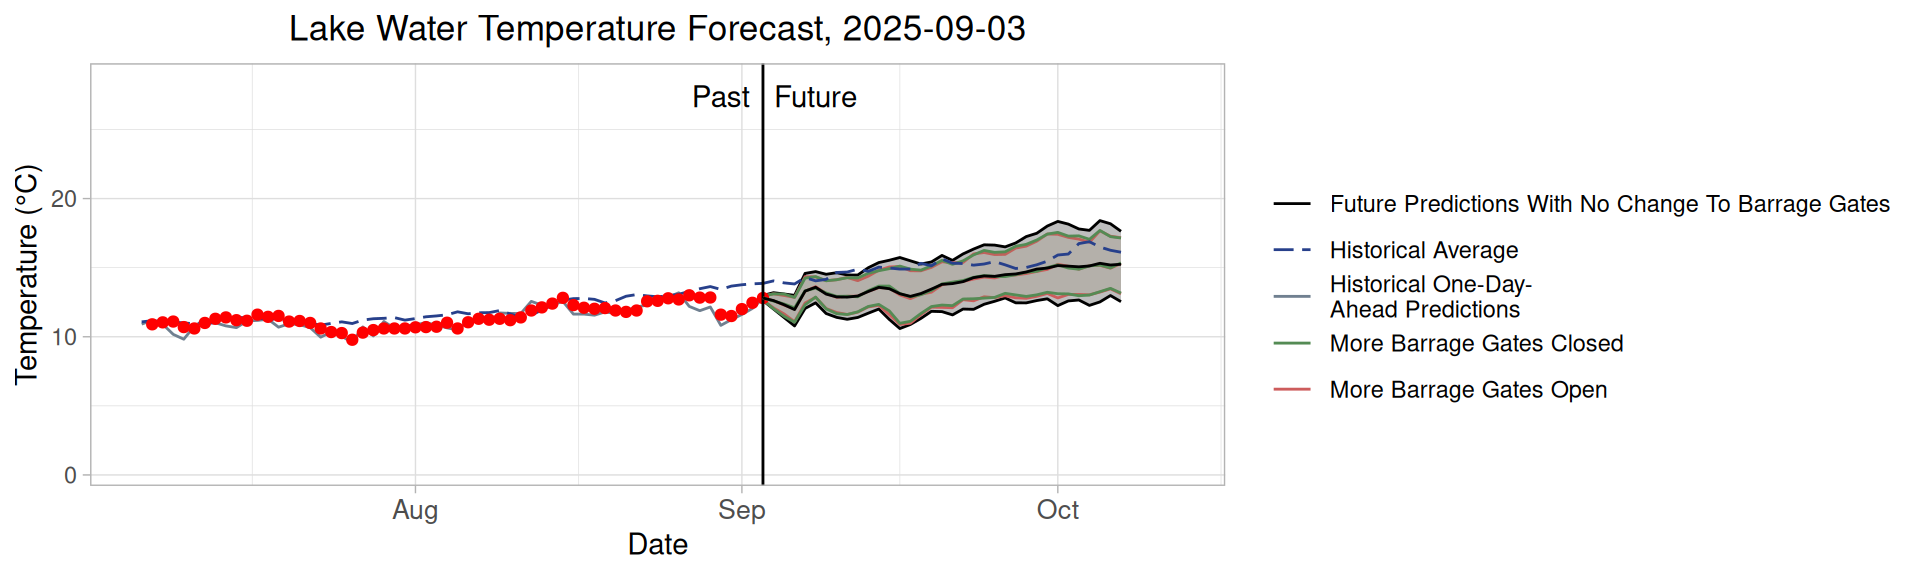 Lake Water Temperature Forecast, 2025-09-03
Past
Future
Temperature (°C)
20
10
0
Aug
Sep
Oct
Date
Future Predictions With No Change To Barrage Gates
Historical Average
Historical One-Day-
Ahead Predictions
More Barrage Gates Closed
More Barrage Gates Open